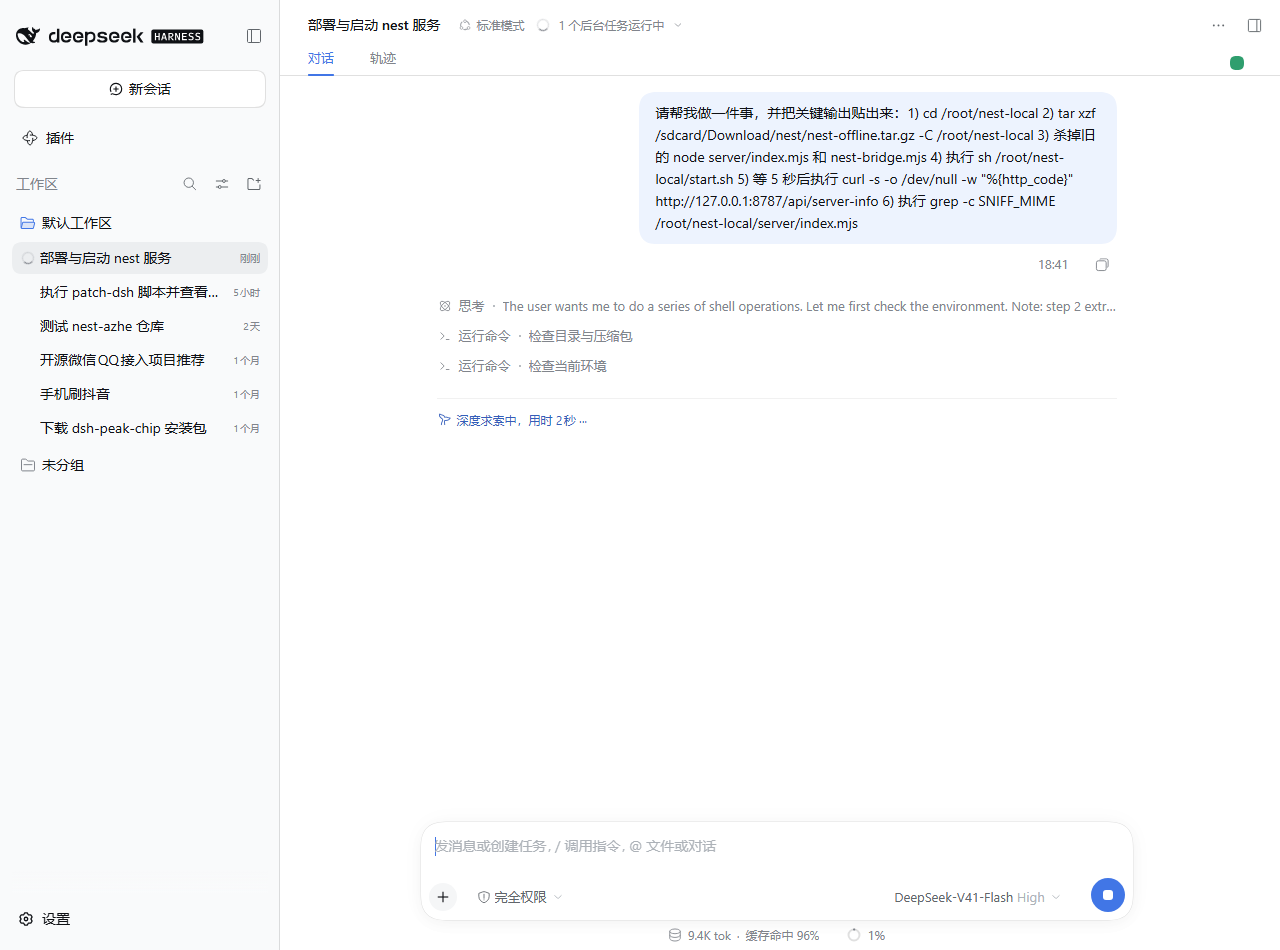 deepseek HARNESS
新会话
插件
工作区
默认工作区
部署与启动 nest 服务 刚刚
执行 patch-dsh 脚本并查看... 5小时
测试 nest-azhe 仓库 2天
开源微信QQ接入项目推荐 1个月
手机刷抖音 1个月
下载 dsh-peak-chip 安装包 1个月
未分组
设置
部署与启动 nest 服务 标准模式 1 个后台任务运行中
对话 轨迹
请帮我做一件事，并把关键输出贴出来：1) cd /root/nest-local 2) tar xzf
/sdcard/Download/nest/nest-offline.tar.gz -C /root/nest-local 3) 杀掉旧
的 node server/index.mjs 和 nest-bridge.mjs 4) 执行 sh /root/nest-
local/start.sh 5) 等 5 秒后执行 curl -s -o /dev/null -w "%{http_code}"
http://127.0.0.1:8787/api/server-info 6) 执行 grep -c SNIFF_MIME
/root/nest-local/server/index.mjs
18:41
思考 · The user wants me to do a series of shell operations. Let me first check the environment. Note: step 2 extr...
运行命令 · 检查目录与压缩包
运行命令 · 检查当前环境
深度求索中，用时 2秒 ...
发消息或创建任务, / 调用指令, @ 文件或对话
完全权限 DeepSeek-V41-Flash High
9.4K tok · 缓存命中 96% 1%